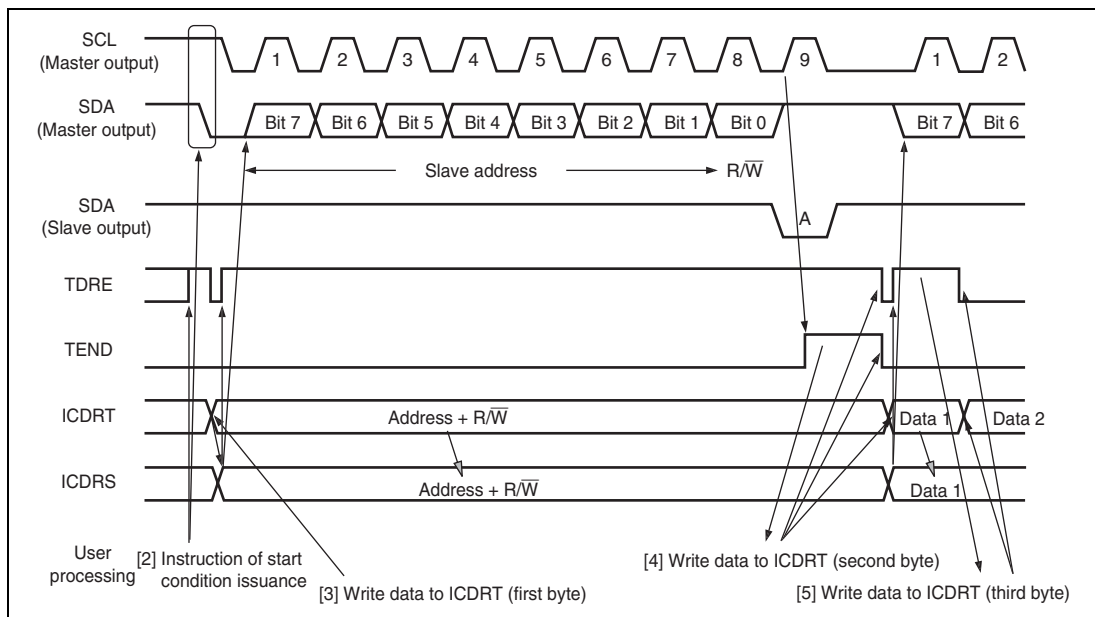 SCL
(Master output)
1 2 3 4 5 6 7 8 9 1 2
SDA
(Master output)
Bit 7 Bit 6 Bit 5 Bit 4 Bit 3 Bit 2 Bit 1 Bit 0 Bit 7 Bit 6
Slave address R/W̅
SDA
(Slave output)
A
TDRE
TEND
ICDRT
Address + R/W̅ Data 1 Data 2
ICDRS
Address + R/W̅ Data 1
User
processing
[2] Instruction of start
condition issuance
[3] Write data to ICDRT (first byte)
[4] Write data to ICDRT (second byte)
[5] Write data to ICDRT (third byte)